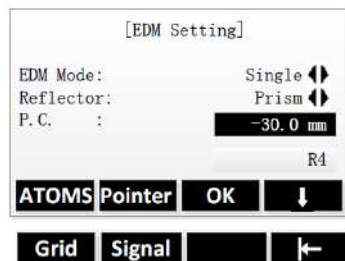 [EDM Setting]
EDM Mode: Single
Reflector: Prism
P.C. : -30.0 mm
R4
ATOMS Pointer OK ↓
Grid Signal